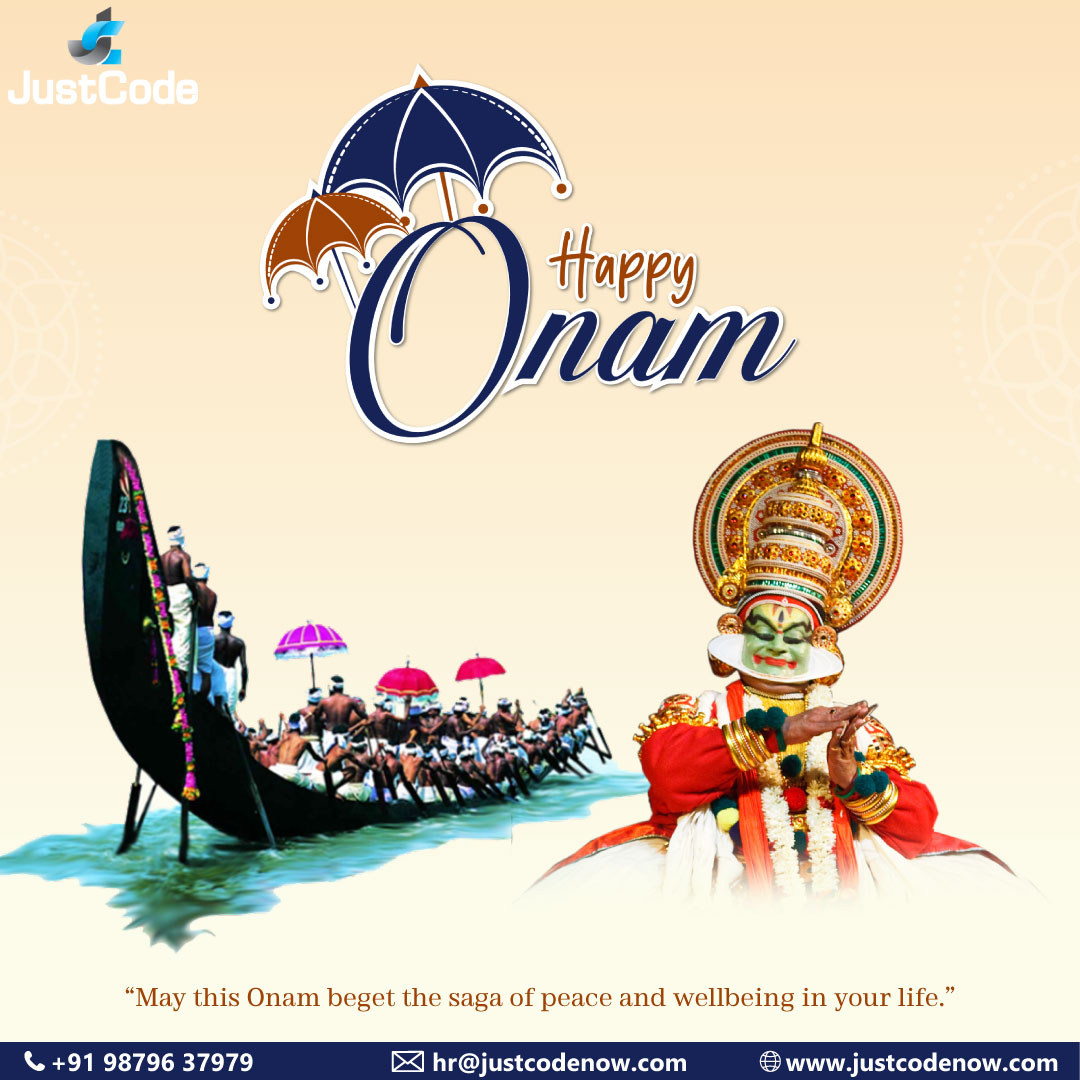 JustCode
Happy
Onam
“May this Onam beget the saga of peace and wellbeing in your life.”
+91 98796 37979 hr@justcodenow.com www.justcodenow.com